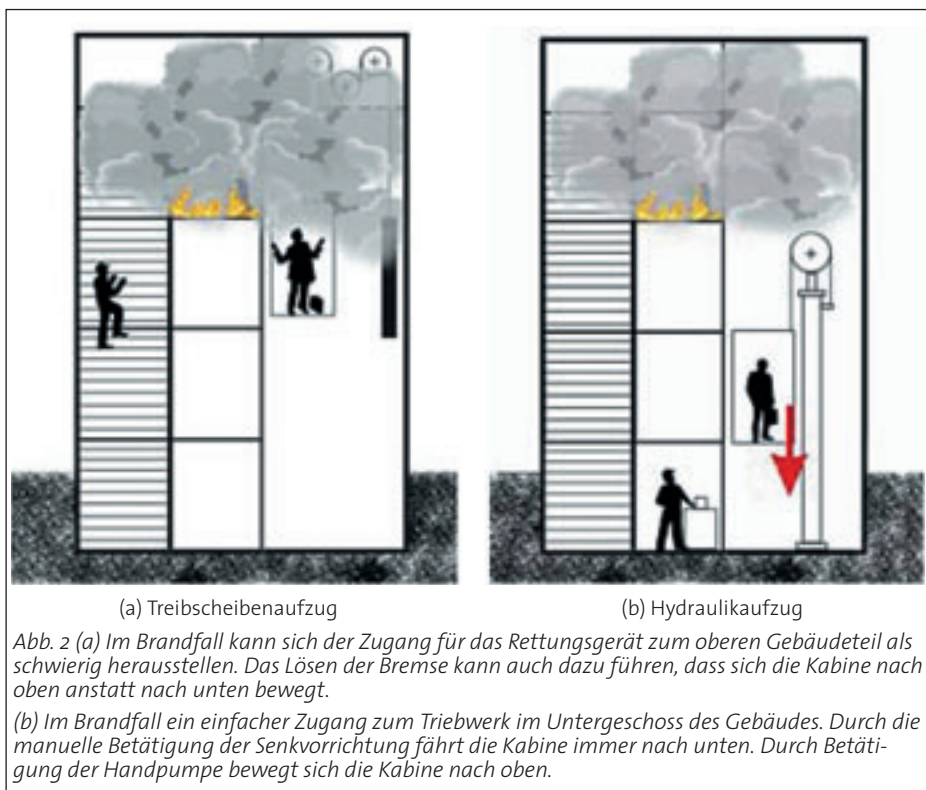 (a) Treibscheibenaufzug
(b) Hydraulikaufzug
Abb. 2 (a) Im Brandfall kann sich der Zugang für das Rettungsgerät zum oberen Gebäudeteil als
schwierig herausstellen. Das Lösen der Bremse kann auch dazu führen, dass sich die Kabine nach
oben anstatt nach unten bewegt.
(b) Im Brandfall ein einfacher Zugang zum Triebwerk im Untergeschoss des Gebäudes. Durch die
manuelle Betätigung der Senkvorrichtung fährt die Kabine immer nach unten. Durch Betäti-
gung der Handpumpe bewegt sich die Kabine nach oben.